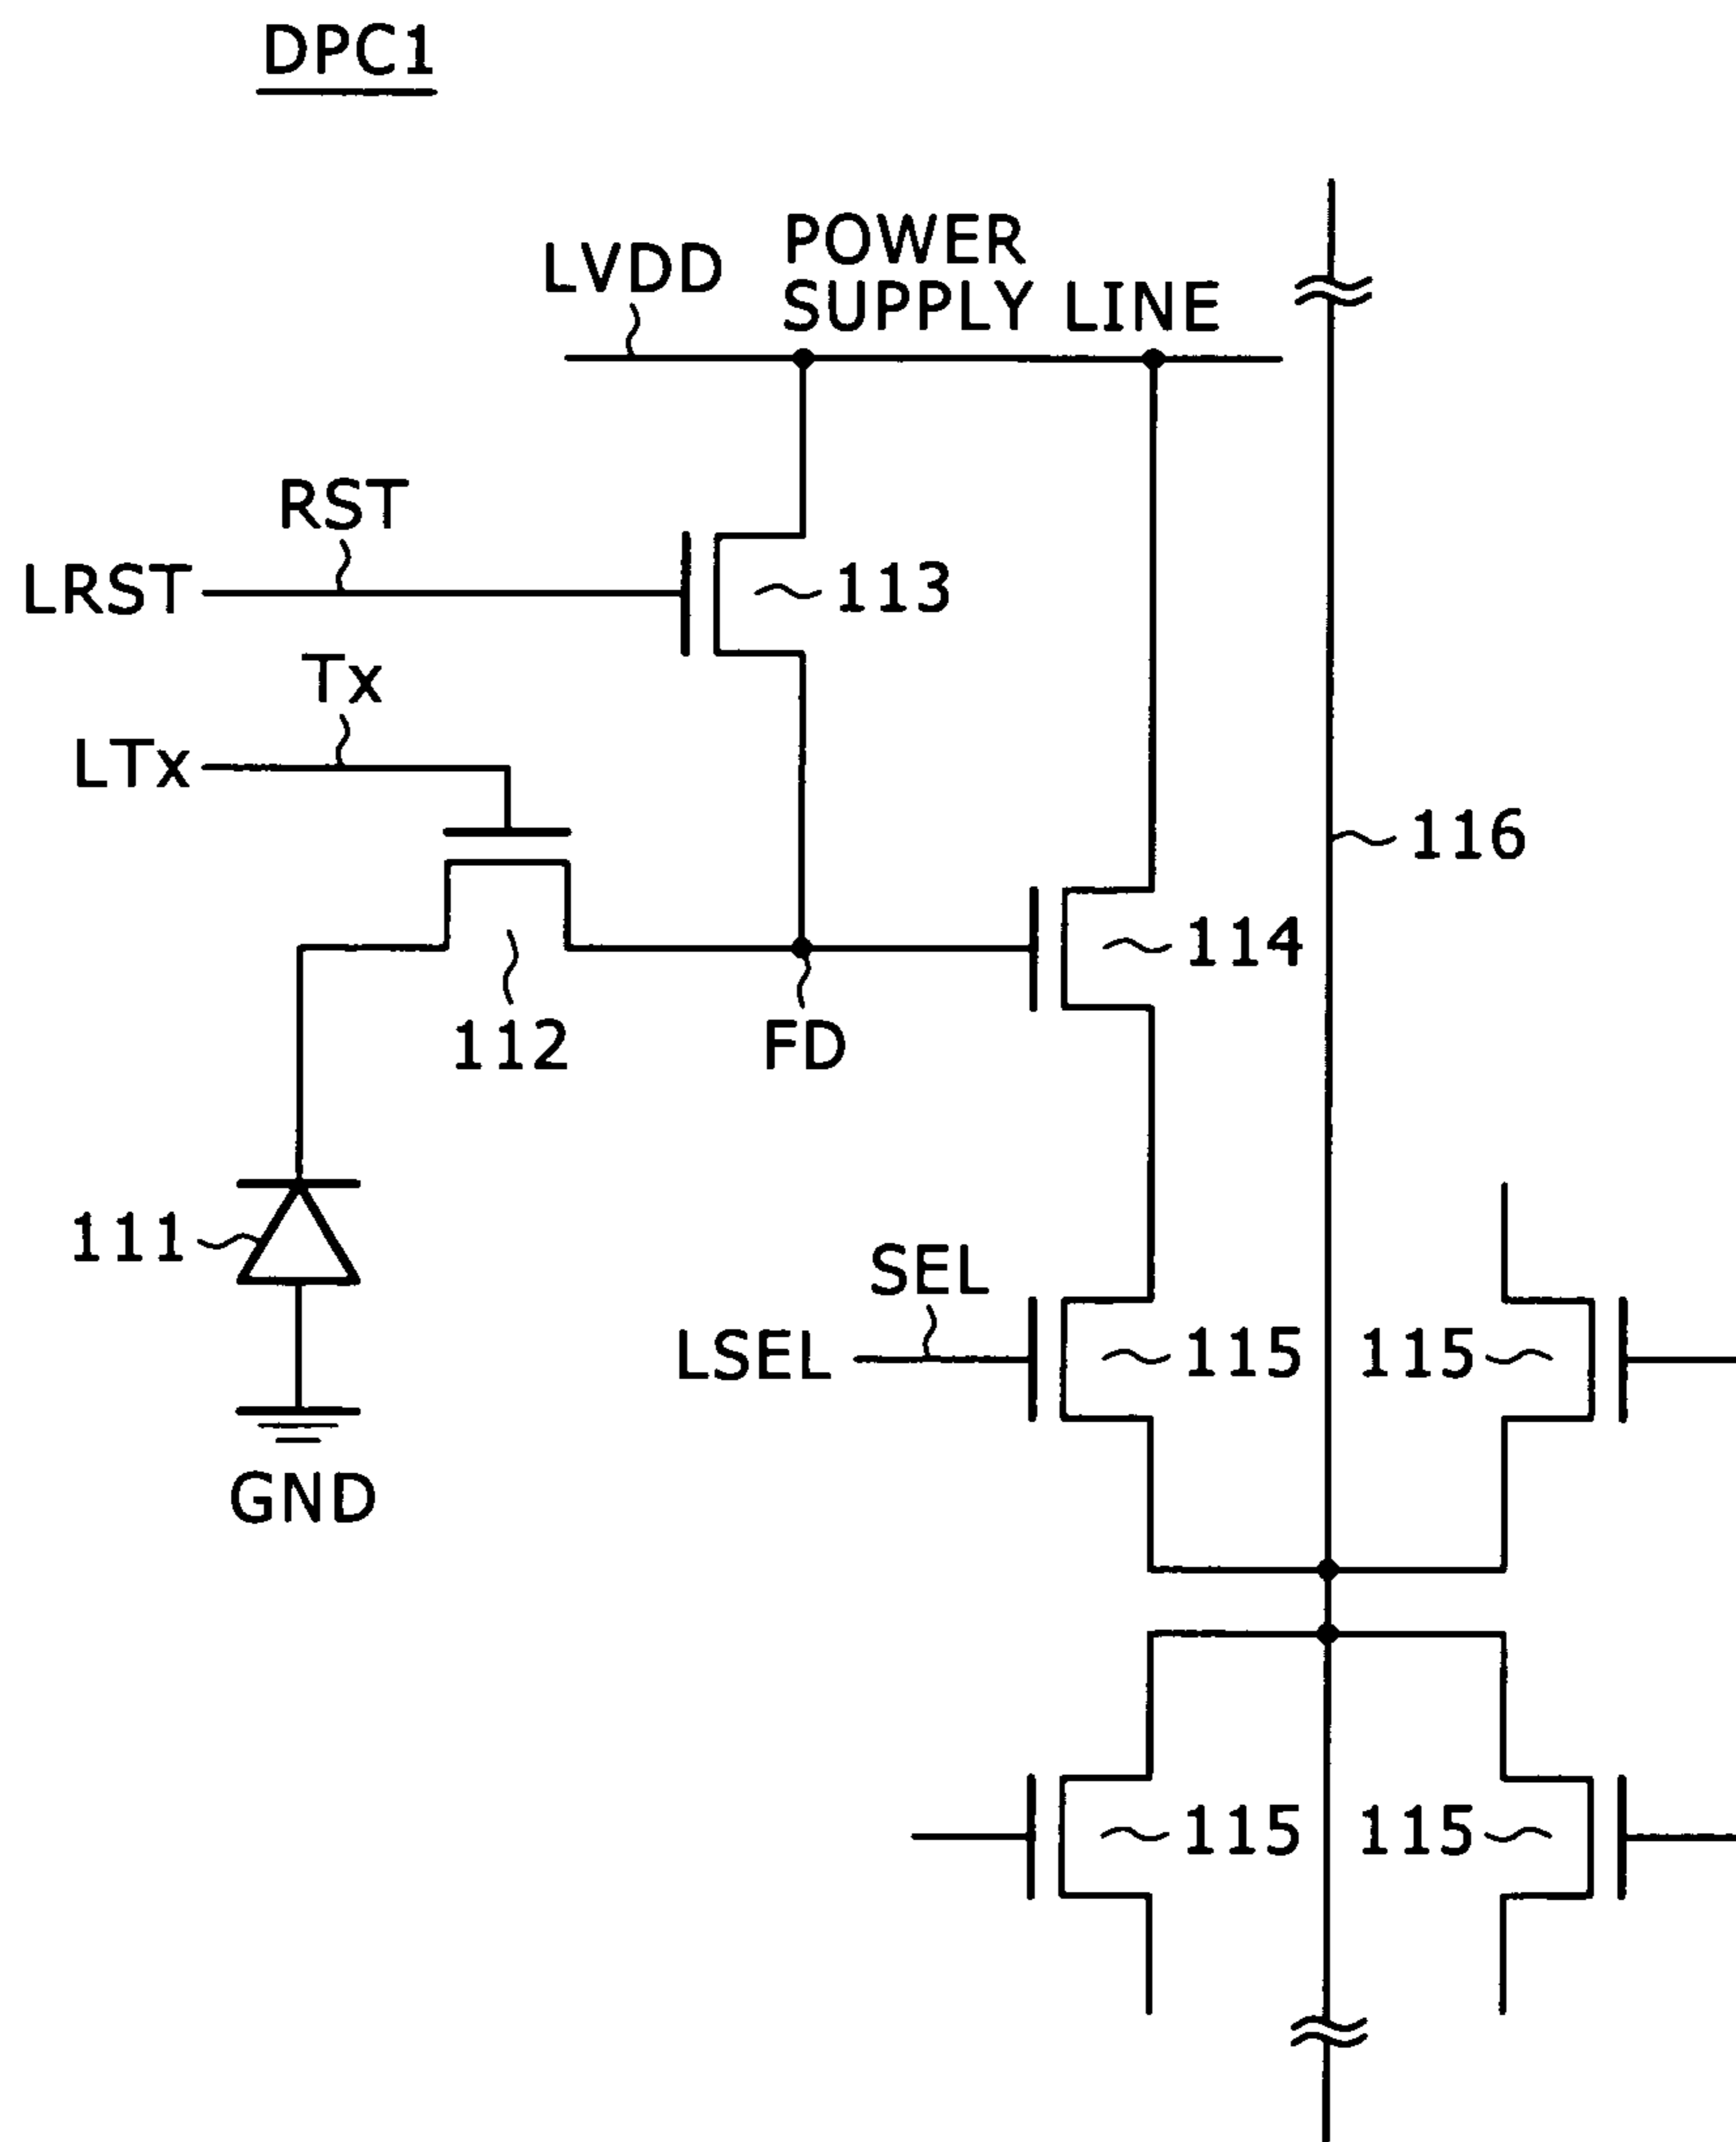 DPC1
POWER
LVDD
SUPPLY LINE
RST
LRST
113
Tx
LTx
116
114
112
FD
111
SEL
LSEL
115
115
GND
115
115